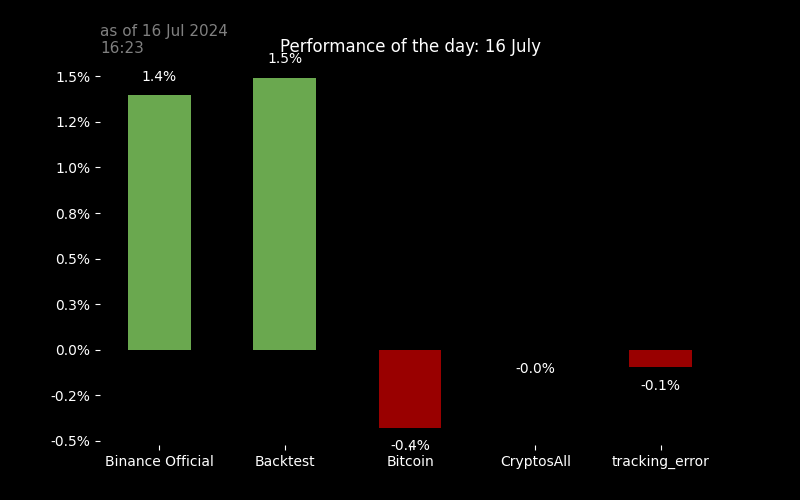 as of 16 Jul 2024
16:23
Performance of the day: 16 July
1.5%
1.2%
1.0%
0.8%
0.5%
0.3%
0.0%
-0.2%
-0.5%
1.4%
1.5%
-0.4%
-0.0%
-0.1%
Binance Official
Backtest
Bitcoin
CryptosAll
tracking_error